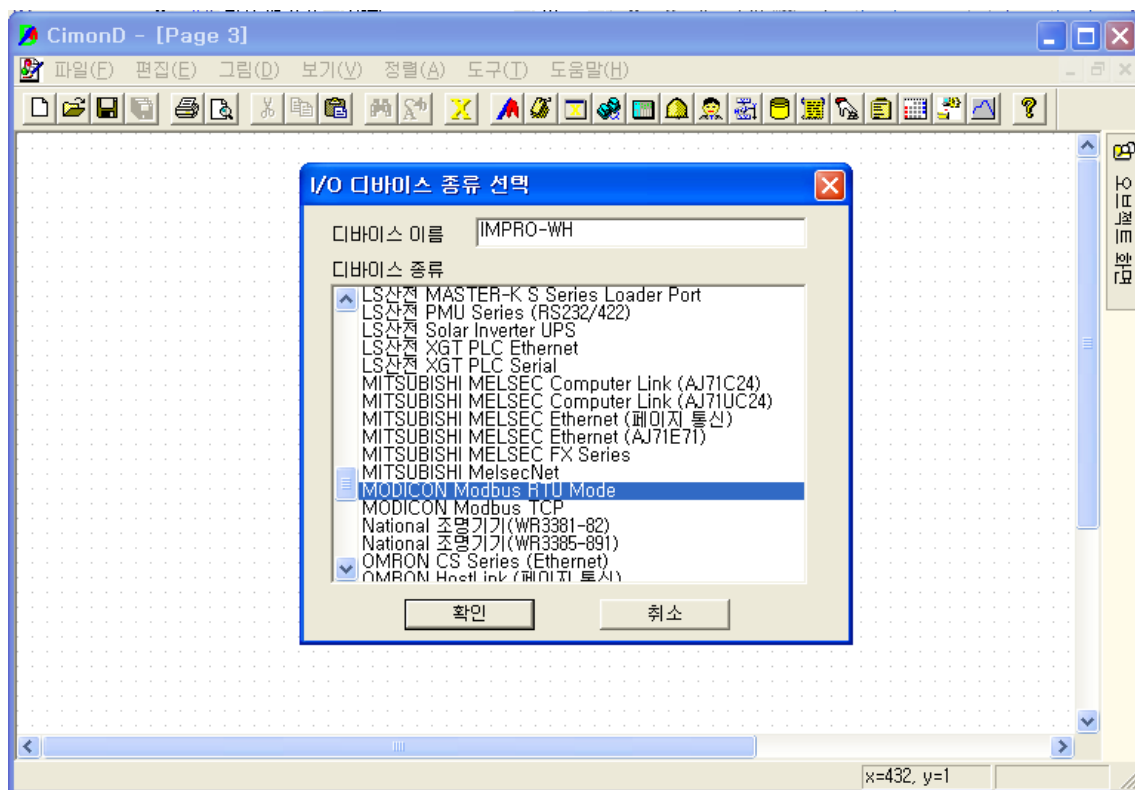 CimonD - [Page 3]
파일(F) 편집(E) 그림(D) 보기(V) 정렬(A) 도구(T) 도움말(H)
I/O 디바이스 종류 선택
디바이스 이름 IMPRO-WH
디바이스 종류
LS산전 MASTER-K S Series Loader Port
LS산전 PMU Series (RS232/422)
LS산전 Solar Inverter UPS
LS산전 XGT PLC Ethernet
LS산전 XGT PLC Serial
MITSUBISHI MELSEC Computer Link (AJ71C24)
MITSUBISHI MELSEC Computer Link (AJ71UC24)
MITSUBISHI MELSEC Ethernet (페이지 통신)
MITSUBISHI MELSEC Ethernet (AJ71E71)
MITSUBISHI MELSEC FX Series
MITSUBISHI MelsecNet
MODICON Modbus RTU Mode
MODICON Modbus TCP
National 조명기기(WR3381-82)
National 조명기기(WR3385-891)
OMRON CS Series (Ethernet)
OMRON HostLink (페이지 통신)
확인 취소
오브젝트 화면
x=432, y=1